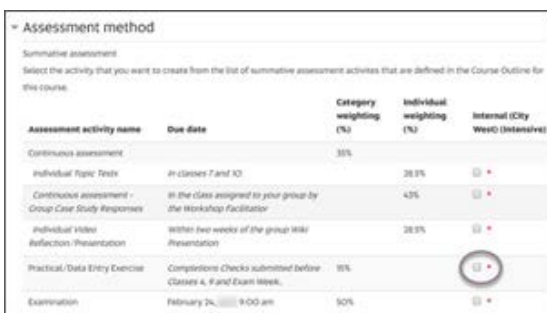 Assessment method
Summative assessment
Select the activity that you want to create from the list of summative assessment activites that are defined in the Course Outline for
this course.
Assessment activity name Due date Category weighting (%) Individual weighting (%) Internal (City West) (Intensive)
Continuous assessment 35%
Individual Topic Tests In classes 7 and 10. 28.5% *
Continuous assessment - Group Case Study Responses In the class assigned to your group by the Workshop Facilitator 43% *
Individual Video Reflection/Presentation Within two weeks of the group Wiki Presentation 28.5% *
Practical/Data Entry Exercise Completions Checks submitted before Classes 4, 9 and Exam Week. 15% *
Examination February 24, 9:00 am 50% *